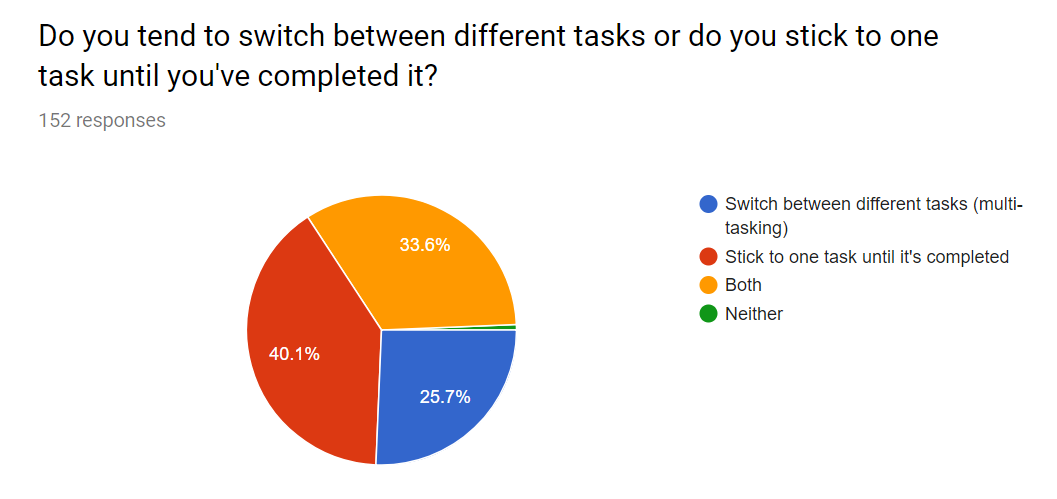 Do you tend to switch between different tasks or do you stick to one
task until you've completed it?
152 responses
33.6%
40.1%
25.7%
Switch between different tasks (multi-
tasking)
Stick to one task until it's completed
Both
Neither